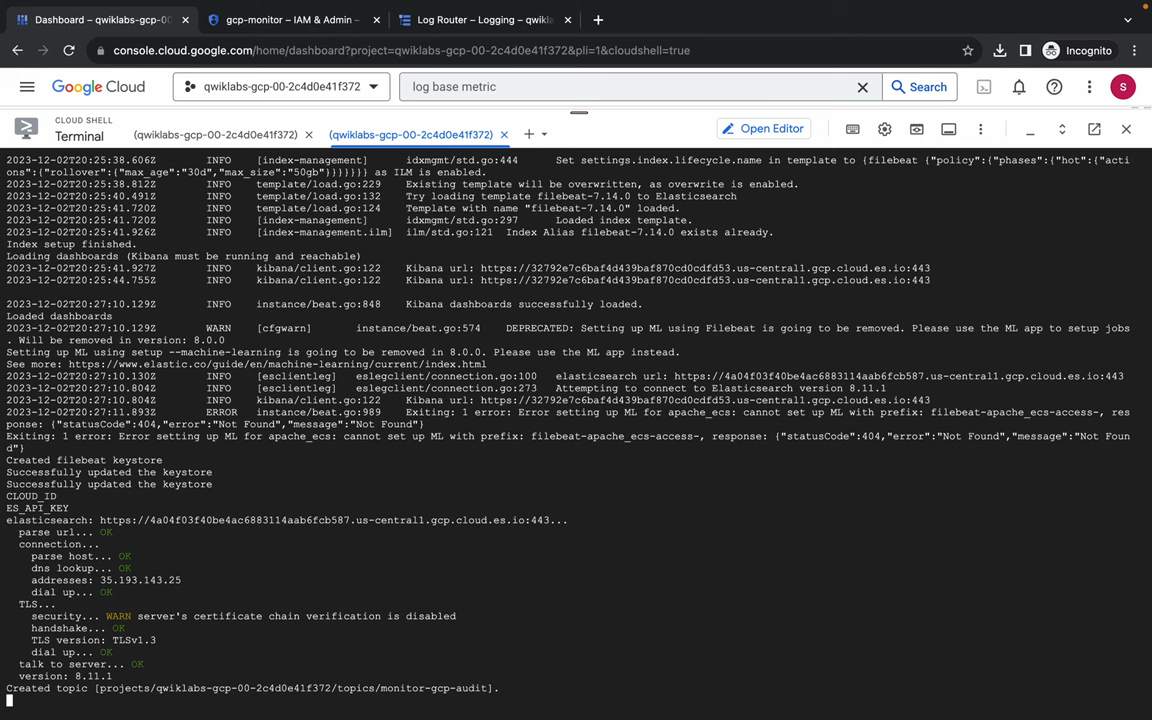 Dashboard – qwiklabs-gcp-00
gcp-monitor – IAM & Admin –
Log Router – Logging – qwikla
console.cloud.google.com/home/dashboard?project=qwiklabs-gcp-00-2c4d0e41f372&pli=1&cloudshell=true
Incognito
Google Cloud
qwiklabs-gcp-00-2c4d0e41f372
log base metric
Search
S
CLOUD SHELL
Terminal
(qwiklabs-gcp-00-2c4d0e41f372)
(qwiklabs-gcp-00-2c4d0e41f372)
Open Editor
2023-12-02T20:25:38.606Z INFO [index-management] idxmgmt/std.go:444 Set settings.index.lifecycle.name in template to {filebeat {"policy":{"phases":{"hot":{"acti
ons":{"rollover":{"max_age":"30d","max_size":"50gb"}}}}}}} as ILM is enabled.
2023-12-02T20:25:38.812Z INFO template/load.go:229 Existing template will be overwritten, as overwrite is enabled.
2023-12-02T20:25:40.491Z INFO template/load.go:132 Try loading template filebeat-7.14.0 to Elasticsearch
2023-12-02T20:25:41.720Z INFO template/load.go:124 Template with name "filebeat-7.14.0" loaded.
2023-12-02T20:25:41.720Z INFO [index-management] idxmgmt/std.go:297 Loaded index template.
2023-12-02T20:25:41.926Z INFO [index-management.ilm] ilm/std.go:121 Index Alias filebeat-7.14.0 exists already.
Index setup finished.
Loading dashboards (Kibana must be running and reachable)
2023-12-02T20:25:41.927Z INFO kibana/client.go:122 Kibana url: https://32792e7c6baf4d439baf870cd0cdfd53.us-central1.gcp.cloud.es.io:443
2023-12-02T20:25:44.755Z INFO kibana/client.go:122 Kibana url: https://32792e7c6baf4d439baf870cd0cdfd53.us-central1.gcp.cloud.es.io:443
2023-12-02T20:27:10.129Z INFO instance/beat.go:848 Kibana dashboards successfully loaded.
Loaded dashboards
2023-12-02T20:27:10.129Z WARN [cfgwarn] instance/beat.go:574 DEPRECATED: Setting up ML using Filebeat is going to be removed. Please use the ML app to setup jobs
. Will be removed in version: 8.0.0
Setting up ML using setup --machine-learning is going to be removed in 8.0.0. Please use the ML app instead.
See more: https://www.elastic.co/guide/en/machine-learning/current/index.html
2023-12-02T20:27:10.130Z INFO [esclientleg] eslegclient/connection.go:100 elasticsearch url: https://4a04f03f40be4ac6883114aab6fcb587.us-central1.gcp.cloud.es.io:443
2023-12-02T20:27:10.804Z INFO [esclientleg] eslegclient/connection.go:273 Attempting to connect to Elasticsearch version 8.11.1
2023-12-02T20:27:10.804Z INFO kibana/client.go:122 Kibana url: https://32792e7c6baf4d439baf870cd0cdfd53.us-central1.gcp.cloud.es.io:443
2023-12-02T20:27:11.893Z ERROR instance/beat.go:989 Exiting: 1 error: Error setting up ML for apache_ecs: cannot set up ML with prefix: filebeat-apache_ecs-access-, res
ponse: {"statusCode":404,"error":"Not Found","message":"Not Found"}
Exiting: 1 error: Error setting up ML for apache_ecs: cannot set up ML with prefix: filebeat-apache_ecs-access-, response: {"statusCode":404,"error":"Not Found","message":"Not Foun
d"}
Created filebeat keystore
Successfully updated the keystore
Successfully updated the keystore
CLOUD_ID
ES_API_KEY
elasticsearch: https://4a04f03f40be4ac6883114aab6fcb587.us-central1.gcp.cloud.es.io:443...
parse url... OK
connection...
parse host... OK
dns lookup... OK
addresses: 35.193.143.25
dial up... OK
TLS...
security... WARN server's certificate chain verification is disabled
handshake... OK
TLS version: TLSv1.3
dial up... OK
talk to server... OK
version: 8.11.1
Created topic [projects/qwiklabs-gcp-00-2c4d0e41f372/topics/monitor-gcp-audit].